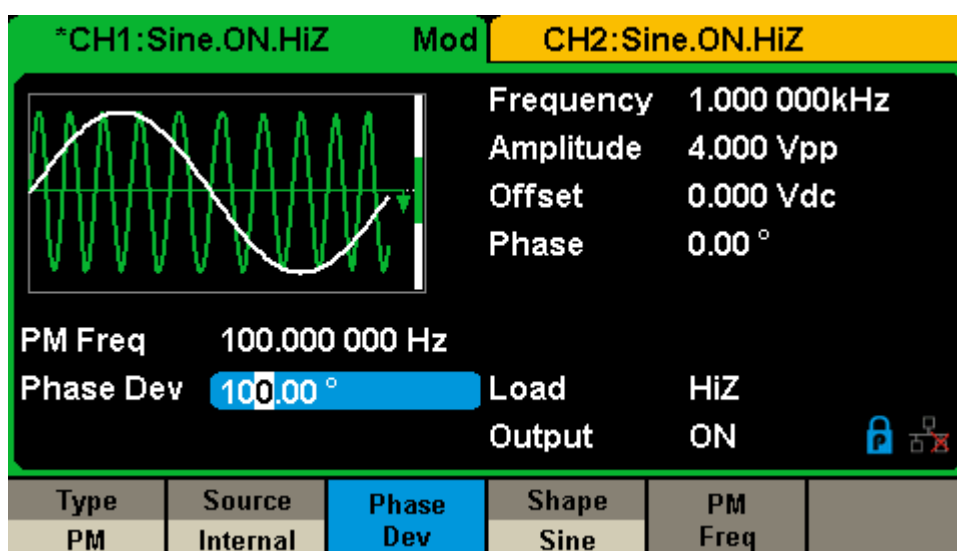 *CH1:Sine.ON.HiZ Mod CH2:Sine.ON.HiZ
Frequency 1.000 000kHz
Amplitude 4.000 Vpp
Offset 0.000 Vdc
Phase 0.00 °
PM Freq 100.000 000 Hz
Phase Dev 100.00 °
Load HiZ
Output ON
P
Type Source Phase Dev Shape PM Freq
PM Internal Sine